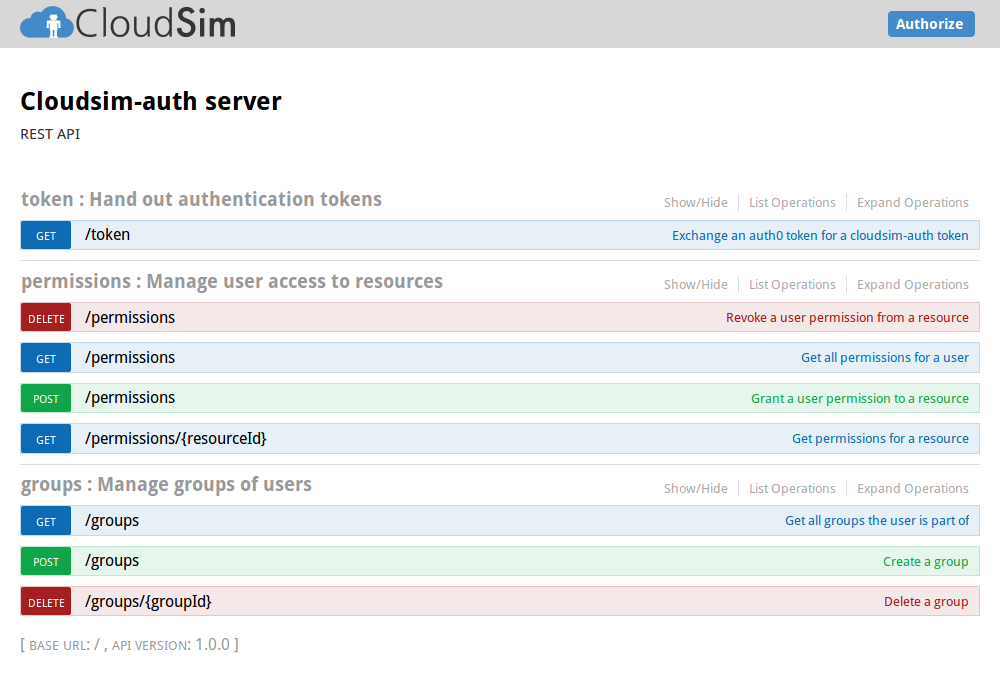 CloudSim
Authorize
Cloudsim-auth server
REST API
token : Hand out authentication tokens
Show/Hide List Operations Expand Operations
GET /token Exchange an auth0 token for a cloudsim-auth token
permissions : Manage user access to resources
Show/Hide List Operations Expand Operations
DELETE /permissions Revoke a user permission from a resource
GET /permissions Get all permissions for a user
POST /permissions Grant a user permission to a resource
GET /permissions/{resourceId} Get permissions for a resource
groups : Manage groups of users
Show/Hide List Operations Expand Operations
GET /groups Get all groups the user is part of
POST /groups Create a group
DELETE /groups/{groupId} Delete a group
[ BASE URL: / , API VERSION: 1.0.0 ]